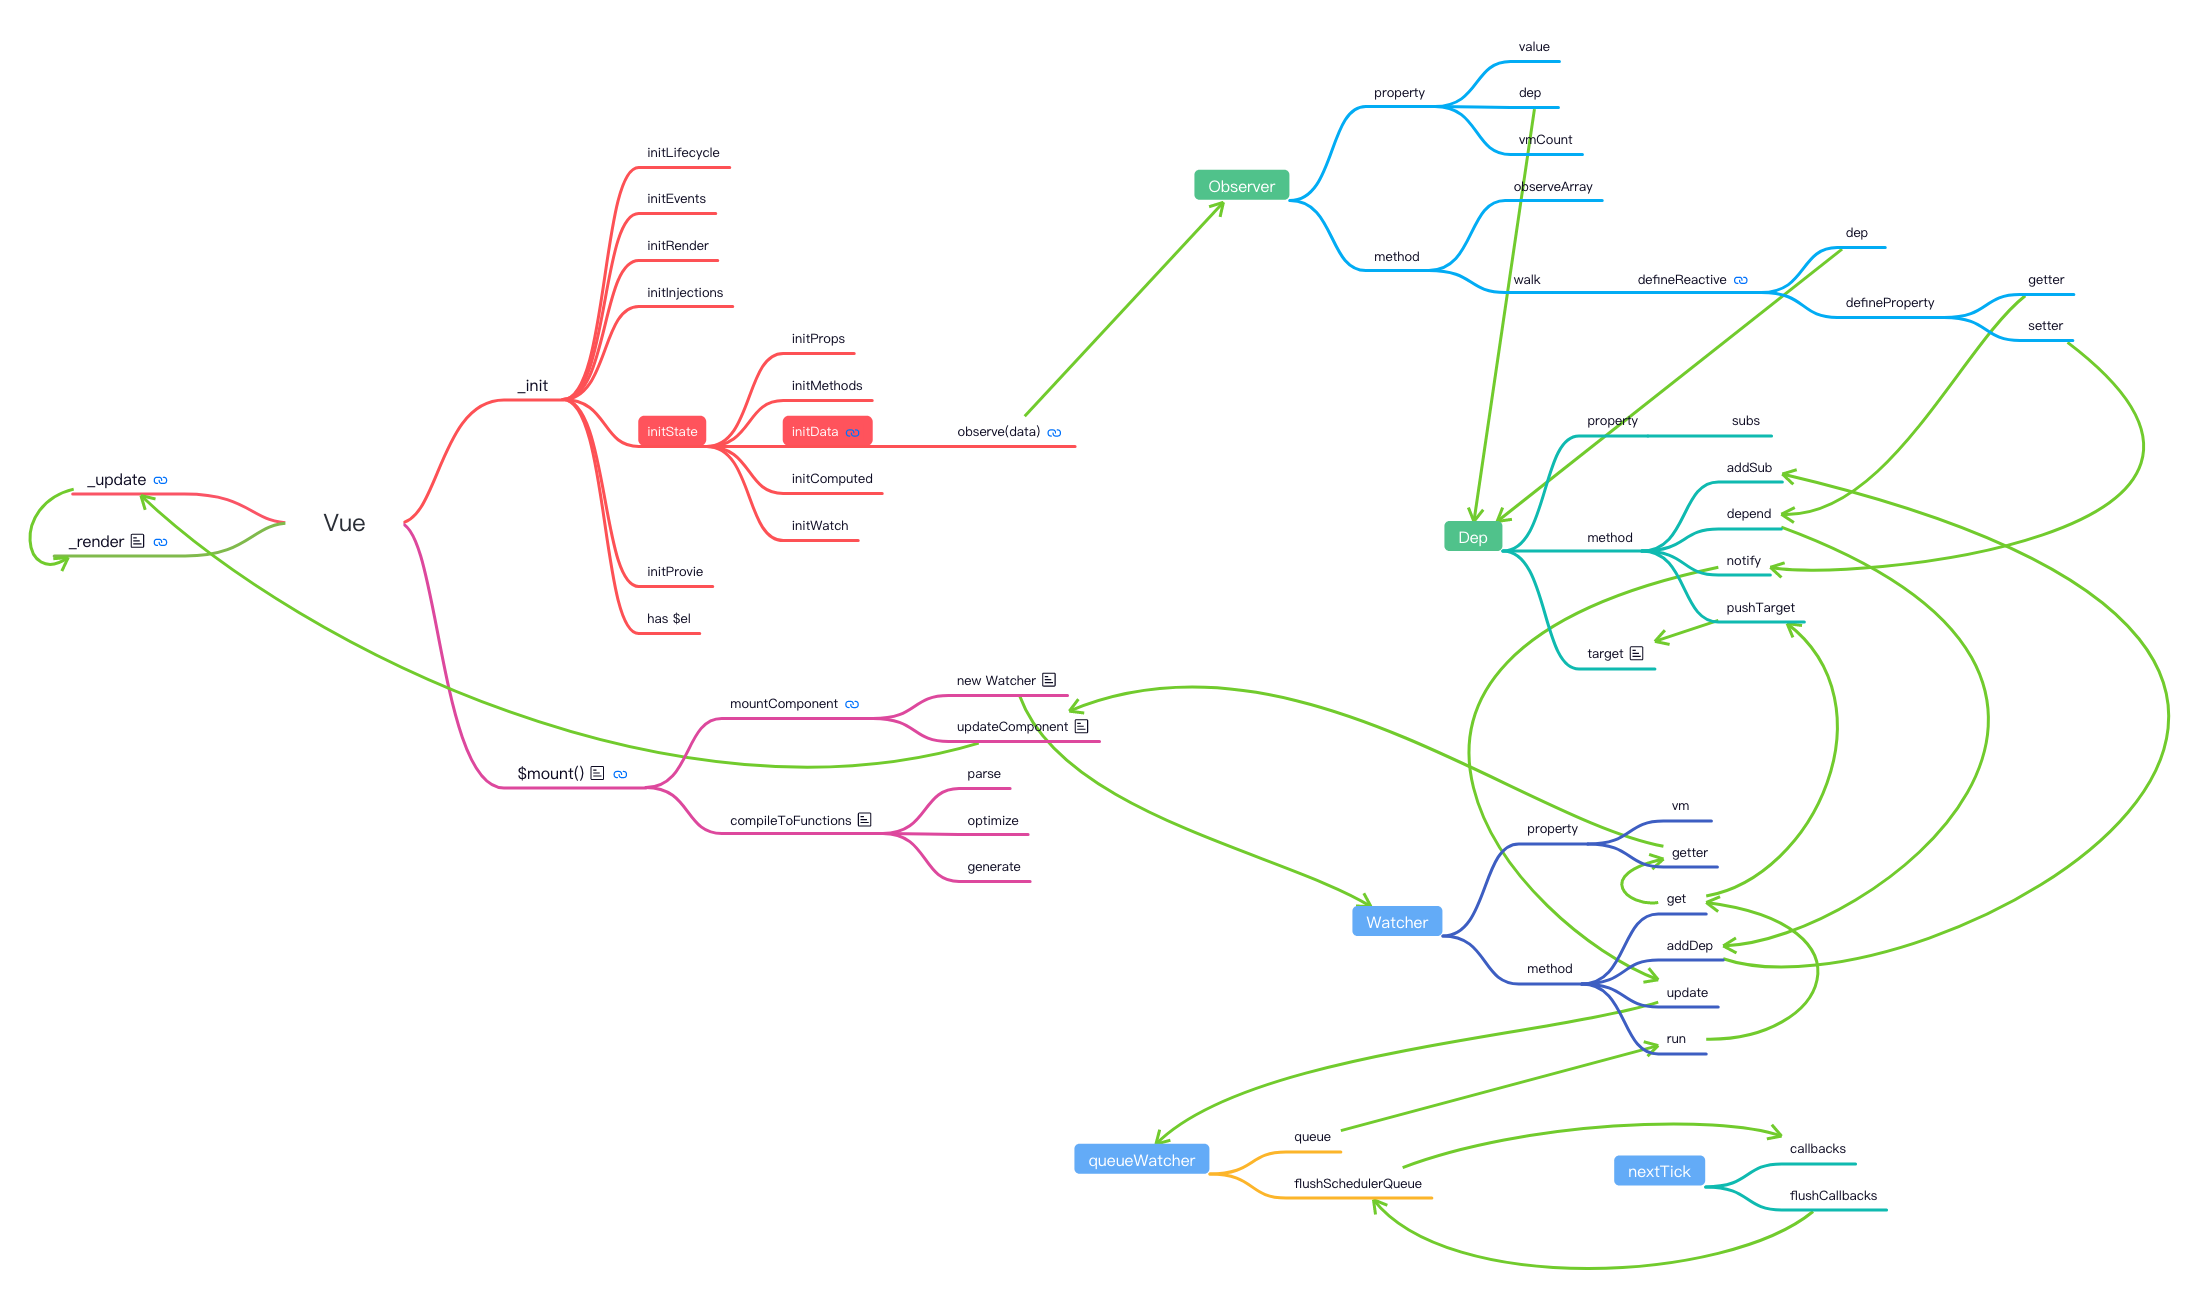 Vue
_update
_render
_init
initLifecycle
initEvents
initRender
initInjections
initState
initProps
initMethods
initData
observe(data)
initComputed
initWatch
initProvie
has $el
$mount()
mountComponent
new Watcher
updateComponent
compileToFunctions
parse
optimize
generate
Observer
property
value
dep
vmCount
method
observeArray
walk
defineReactive
dep
defineProperty
getter
setter
Dep
property
subs
method
addSub
depend
notify
pushTarget
target
Watcher
property
vm
getter
method
get
addDep
update
run
queueWatcher
queue
flushSchedulerQueue
nextTick
callbacks
flushCallbacks